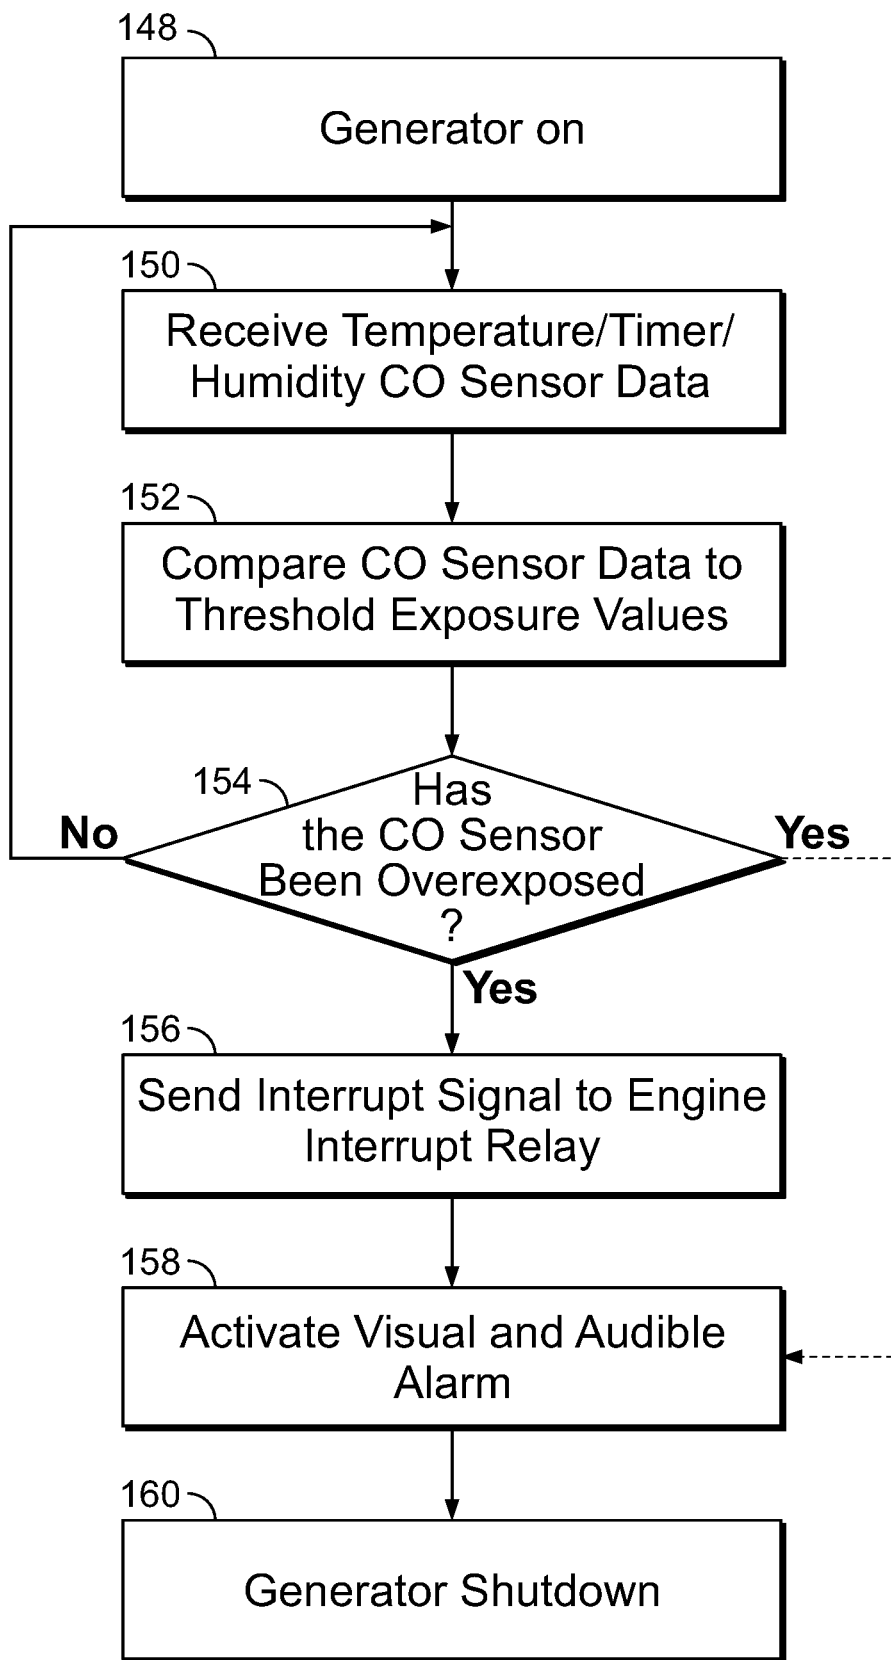 148
Generator on
150
Receive Temperature/Timer/
Humidity CO Sensor Data
152
Compare CO Sensor Data to
Threshold Exposure Values
154
Has
the CO Sensor
Been Overexposed
?
No
Yes
Yes
156
Send Interrupt Signal to Engine
Interrupt Relay
158
Activate Visual and Audible
Alarm
160
Generator Shutdown